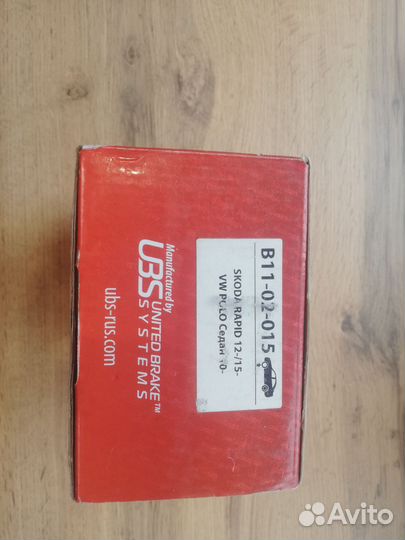 B11-02-015
SKODA RAPID 12-/15-
VW POLO Седан 10-
Manufactured by
UBS UNITED BRAKE™
SYSTEMS
ubs-rus.com
Avito